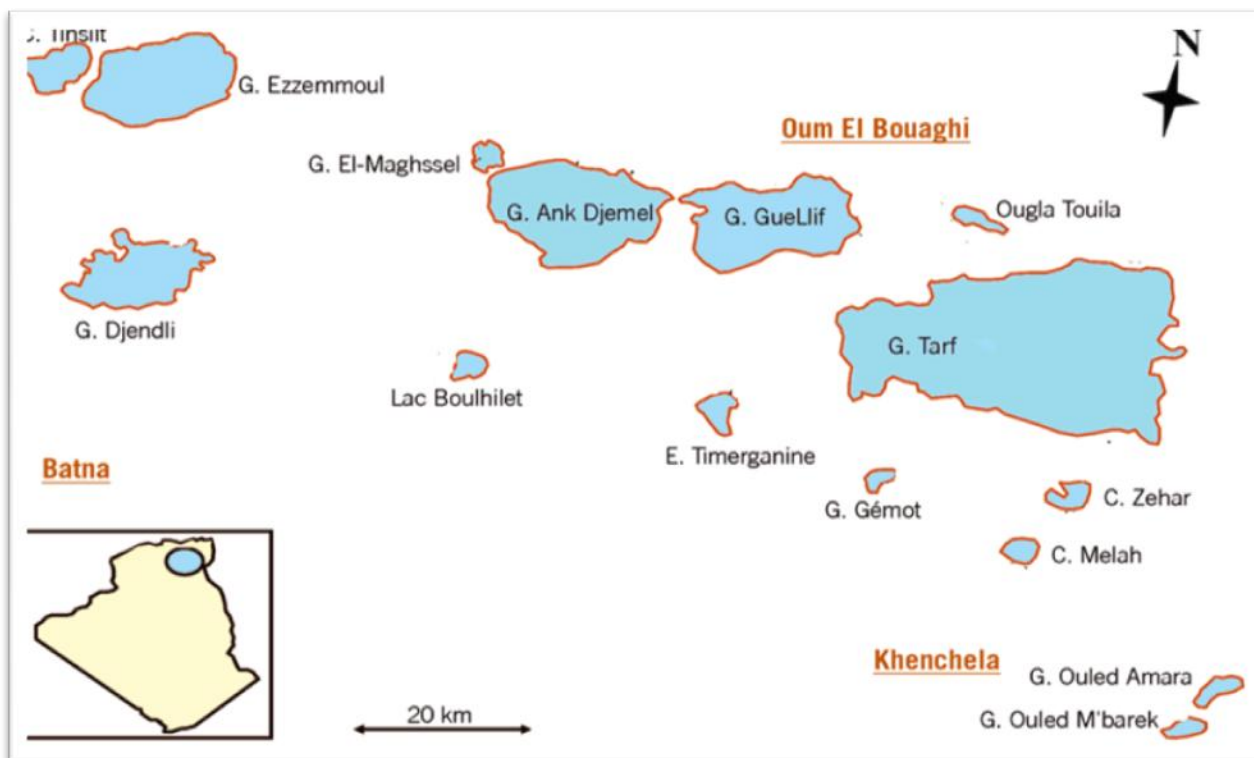 G. Ezzemmoul
N
Oum El Bouaghi
G. El-Maghssel
G. Ank Djemel
G. GueLlif
Ougla Touila
G. Djendli
G. Tarf
Lac Boulhilet
E. Timerganine
Batna
G. Gémot
C. Zehar
C. Melah
Khenchela
G. Ouled Amara
20 km
G. Ouled M'barek